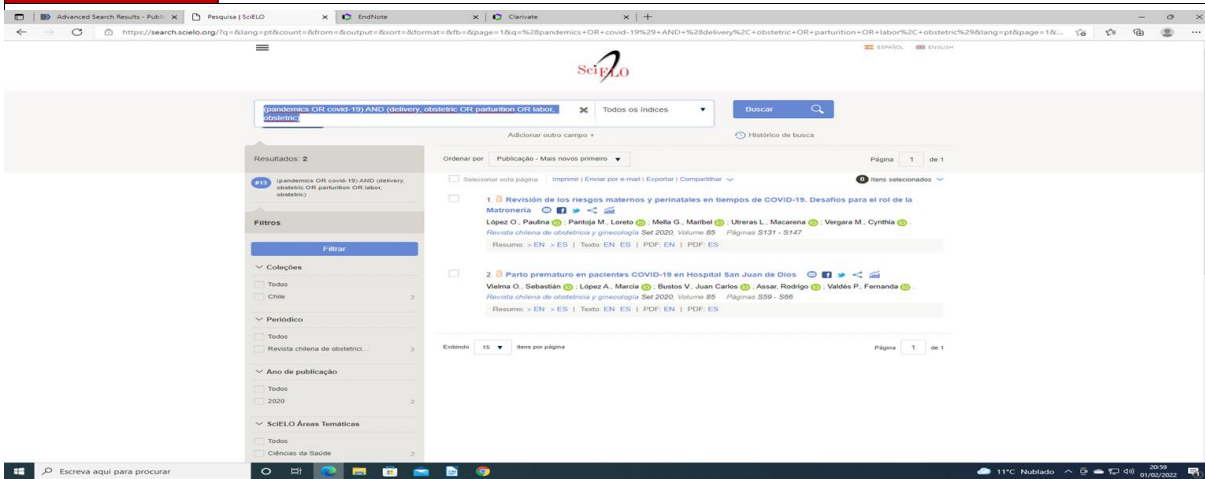 Advanced Search Results - Publi
Pesquisa | SciELO
EndNote
Clarivate
https://search.scielo.org/?q=&lang=pt&count=&from=&output=&sort=&format=&fb=&page=1&q=%28pandemics+OR+covid-19%29+AND+%28delivery%2C+obstetric+OR+parturition+OR+labor%2C+obstetric%29&lang=pt&page=1&...
ESPAÑOL ENGLISH
SciELO
(pandemics OR covid-19) AND (delivery, obstetric OR parturition OR labor,
obstetric)
Todos os índices
Buscar
Adicionar outro campo +
Histórico de busca
Resultados: 2
Ordenar por Publicação - Mais novos primeiro
Página 1 de 1
#13 (pandemics OR covid-19) AND (delivery,
obstetric OR parturition OR labor,
obstetric)
Selecionar esta página | Imprimir | Enviar por e-mail | Exportar | Compartilhar
0 Itens selecionados
1. Revisión de los riesgos maternos y perinatales en tiempos de COVID-19. Desafíos para el rol de la
Matronería
López O., Paulina ; Pantoja M., Loreto ; Mella G., Maribel ; Utreras L., Macarena ; Vergara M., Cynthia .
Revista chilena de obstetricia y ginecología Set 2020, Volume 85 Páginas S131 - S147
Resumo: > EN > ES | Texto: EN ES | PDF: EN | PDF: ES
Filtros
Filtrar
Coleções
Todos
Chile 2
2. Parto prematuro en pacientes COVID-19 en Hospital San Juan de Dios
Vielma O., Sebastián ; López A., Marcia ; Bustos V., Juan Carlos ; Assar, Rodrigo ; Valdés P., Fernanda .
Revista chilena de obstetricia y ginecología Set 2020, Volume 85 Páginas S59 - S66
Resumo: > EN > ES | Texto: EN ES | PDF: EN | PDF: ES
Periódico
Todos
Revista chilena de obstetrici... 2
Exibindo 15 itens por página
Página 1 de 1
Ano de publicação
Todos
2020 2
SciELO Áreas Temáticas
Todos
Ciências da Saúde 2
Escreva aqui para procurar
11°C Nublado
20:59
01/02/2022